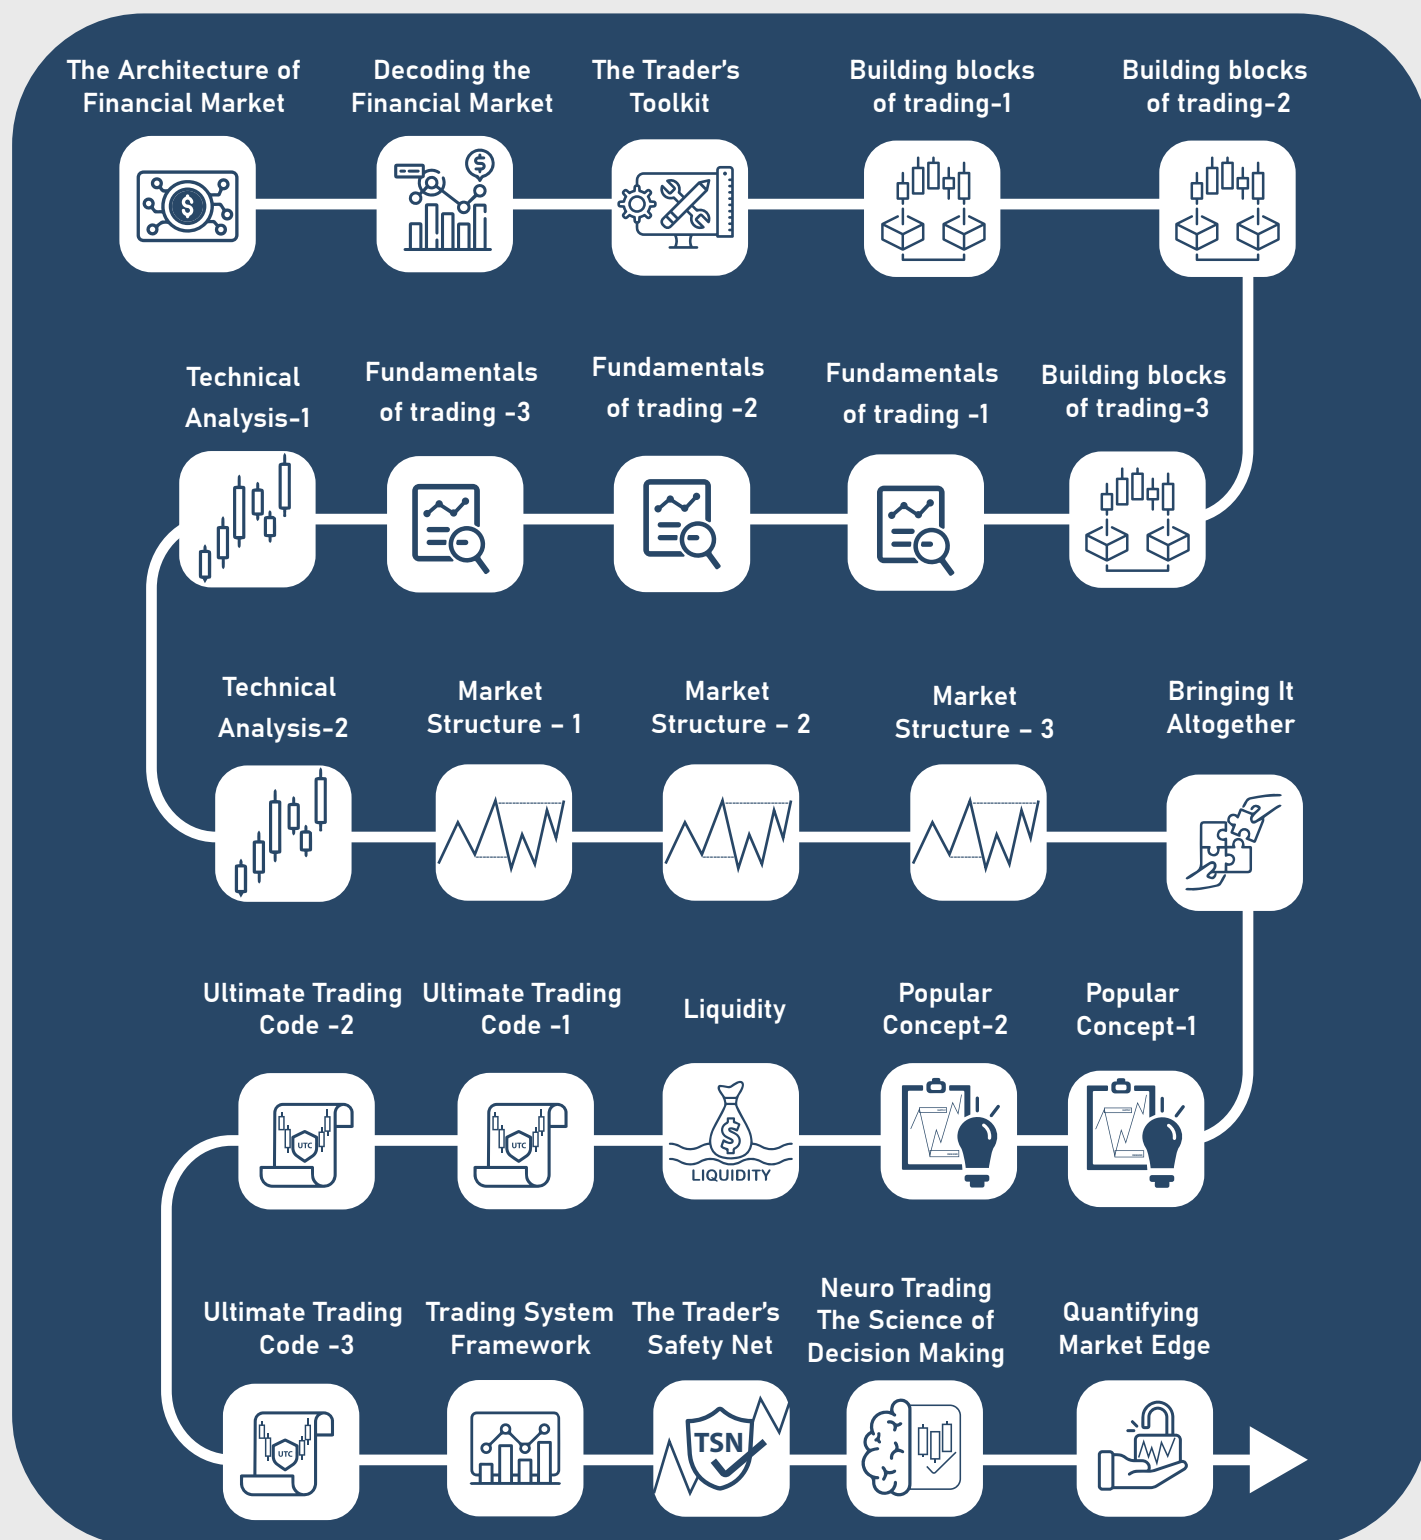 The Architecture of
Financial Market
Decoding the
Financial Market
The Trader's
Toolkit
Building blocks
of trading-1
Building blocks
of trading-2
Technical
Analysis-1
Fundamentals
of trading -3
Fundamentals
of trading -2
Fundamentals
of trading -1
Building blocks
of trading-3
Technical
Analysis-2
Market
Structure – 1
Market
Structure – 2
Market
Structure – 3
Bringing It
Altogether
Ultimate Trading
Code -2
Ultimate Trading
Code -1
Liquidity
Popular
Concept-2
Popular
Concept-1
UTC
UTC
$
LIQUIDITY
Ultimate Trading
Code -3
Trading System
Framework
The Trader's
Safety Net
Neuro Trading
The Science of
Decision Making
Quantifying
Market Edge
UTC
TSN